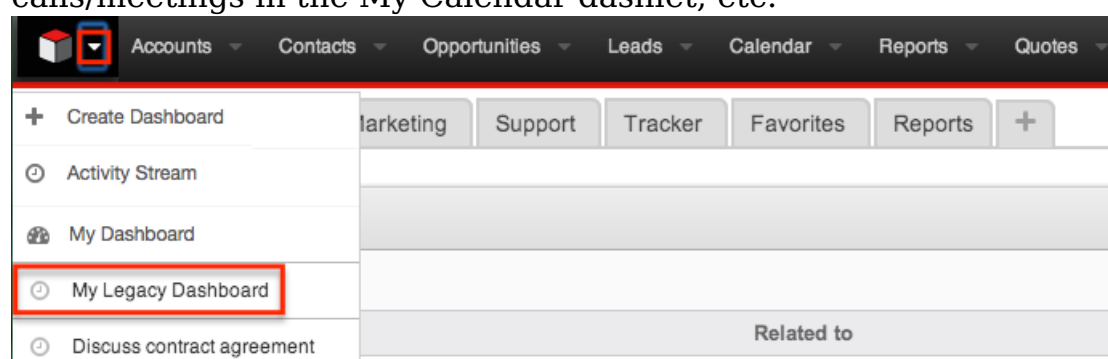 calls/meetings in the My Calendar dashlet, etc.
Accounts Contacts Opportunities Leads Calendar Reports Quotes
Create Dashboard
larketing Support Tracker Favorites Reports +
Activity Stream
My Dashboard
My Legacy Dashboard
Related to
Discuss contract agreement